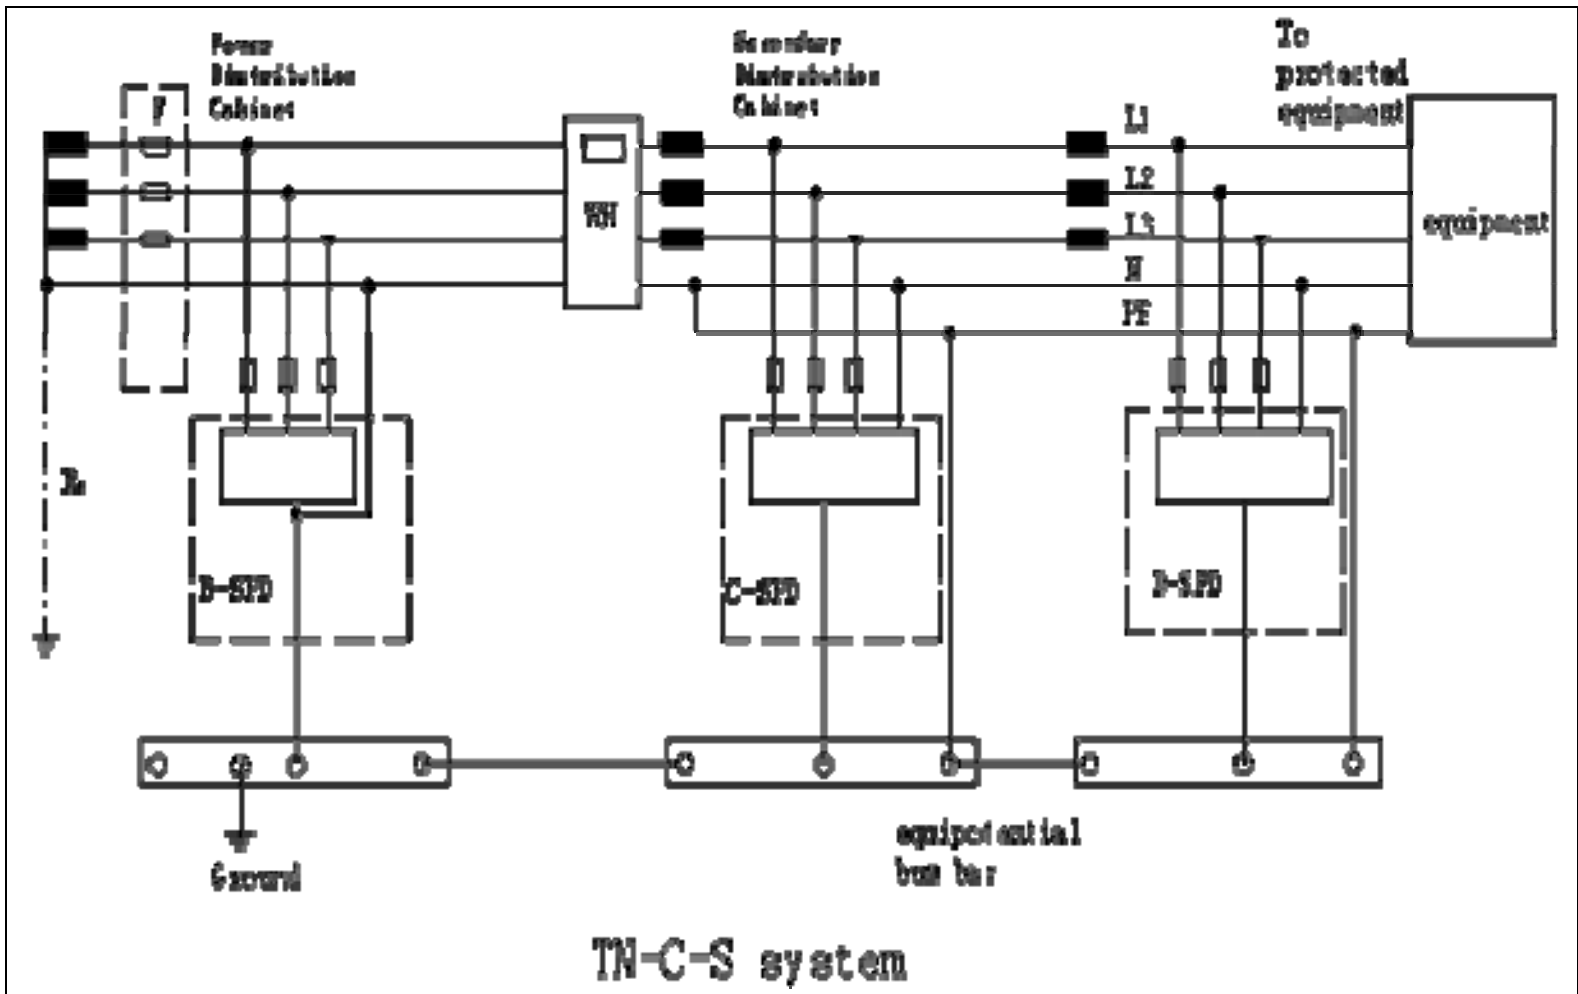 Power
Distribution
Cabinet
Secondary
Distribution
Cabinet
To
protected
equipment
F
L1
L2
L3
N
PE
equipment
B-SPD
C-SPD
D-SPD
Ground
equipotential
bus bar
TN-C-S system